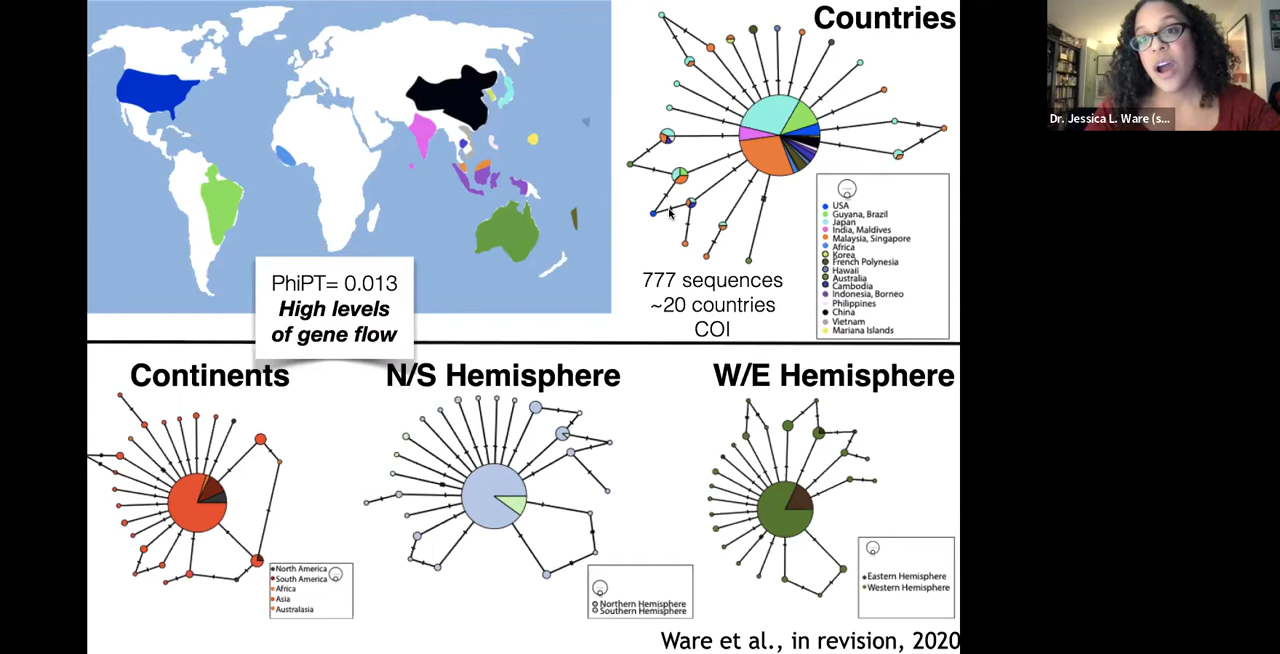 Countries
Dr. Jessica L. Ware (s...
USA
Guyana, Brazil
Japan
India, Maldives
Malaysia, Singapore
Africa
Korea
French Polynesia
Hawaii
Australia
Cambodia
Indonesia, Borneo
Philippines
China
Vietnam
Mariana Islands
777 sequences
~20 countries
COI
PhiPT= 0.013
High levels
of gene flow
Continents
N/S Hemisphere
W/E Hemisphere
North America
South America
Africa
Asia
Australasia
Northern Hemisphere
Southern Hemisphere
Eastern Hemisphere
Western Hemisphere
Ware et al., in revision, 2020